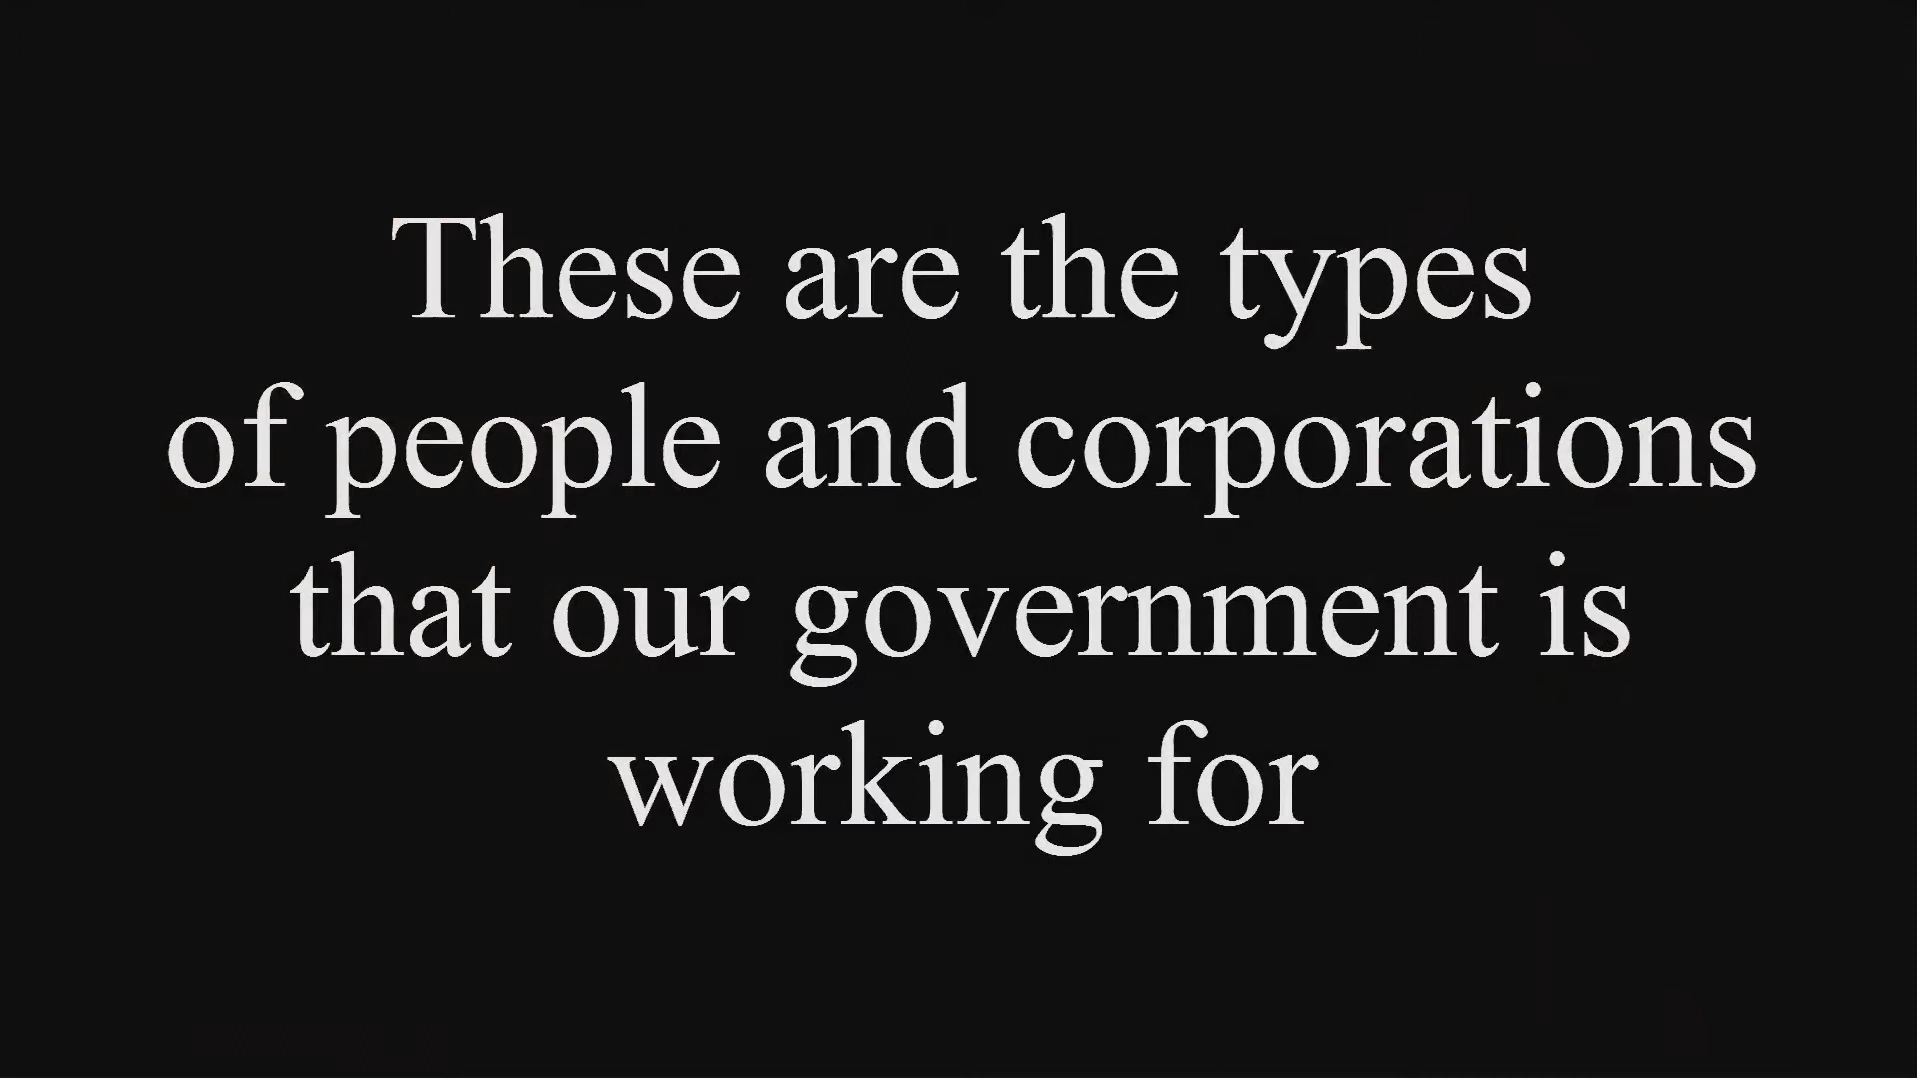 These are the types
of people and corporations
that our government is
working for